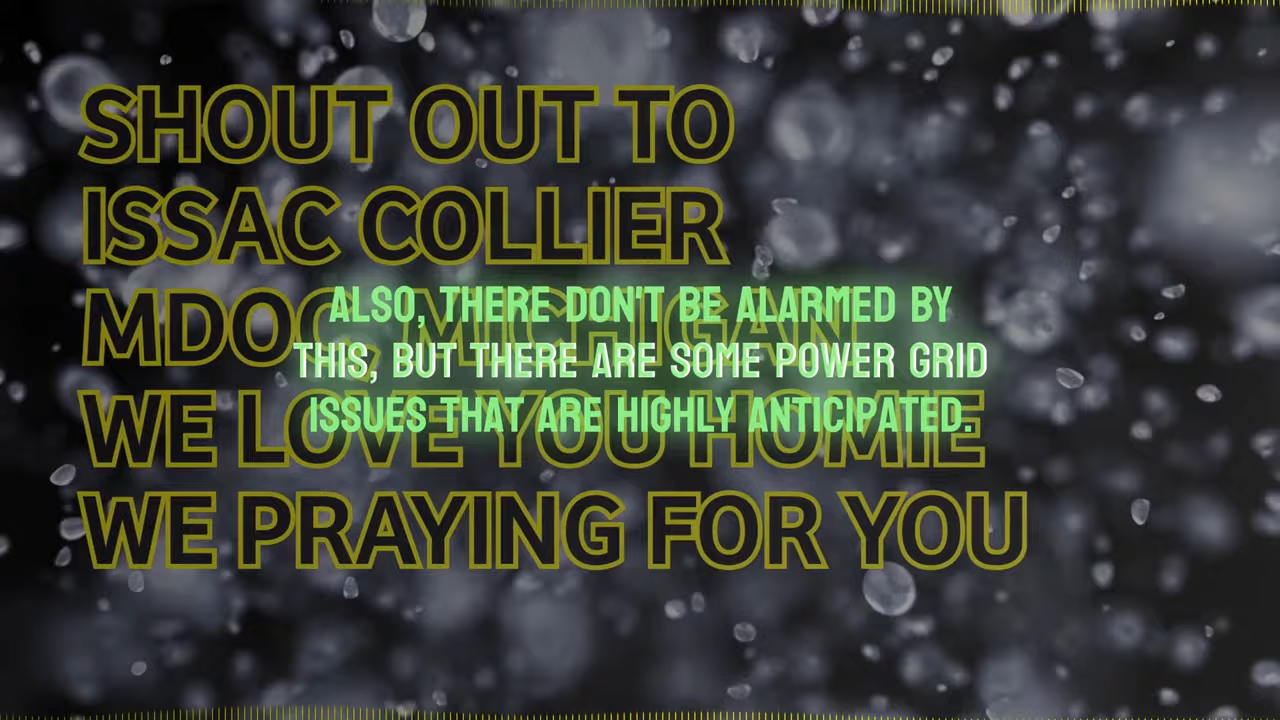 SHOUT OUT TO
ISSAC COLLIER
MDOC, MICHIGAN
WE LOVE YOU HOMIE
WE PRAYING FOR YOU
ALSO, THERE DON'T BE ALARMED BY
THIS, BUT THERE ARE SOME POWER GRID
ISSUES THAT ARE HIGHLY ANTICIPATED.